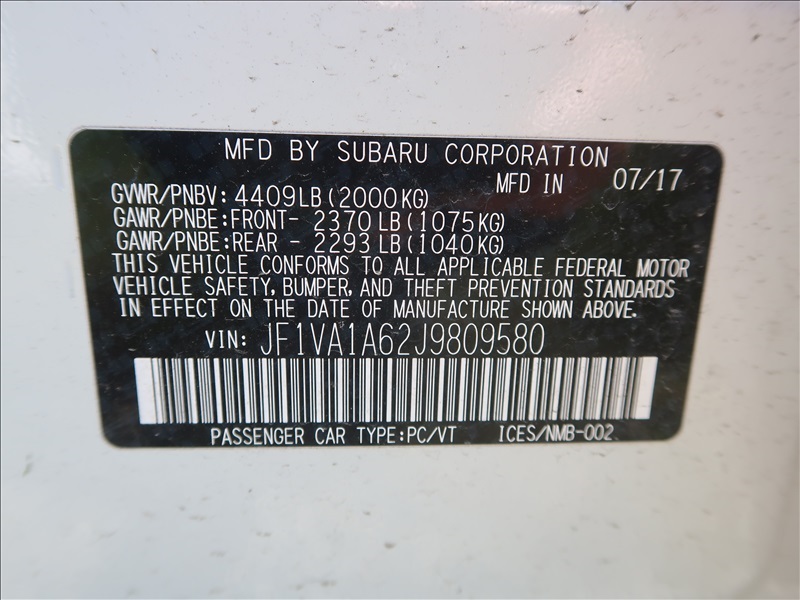 MFD BY SUBARU CORPORATION
MFD IN 07/17
GVWR/PNBV: 4409LB (2000KG)
GAWR/PNBE:FRONT- 2370LB (1075KG)
GAWR/PNBE:REAR - 2293LB (1040KG)
THIS VEHICLE CONFORMS TO ALL APPLICABLE FEDERAL MOTOR
VEHICLE SAFETY, BUMPER, AND THEFT PREVENTION STANDARDS
IN EFFECT ON THE DATE OF MANUFACTURE SHOWN ABOVE.
VIN: JF1VA1A62J9809580
PASSENGER CAR TYPE:PC/VT ICES/NMB-002